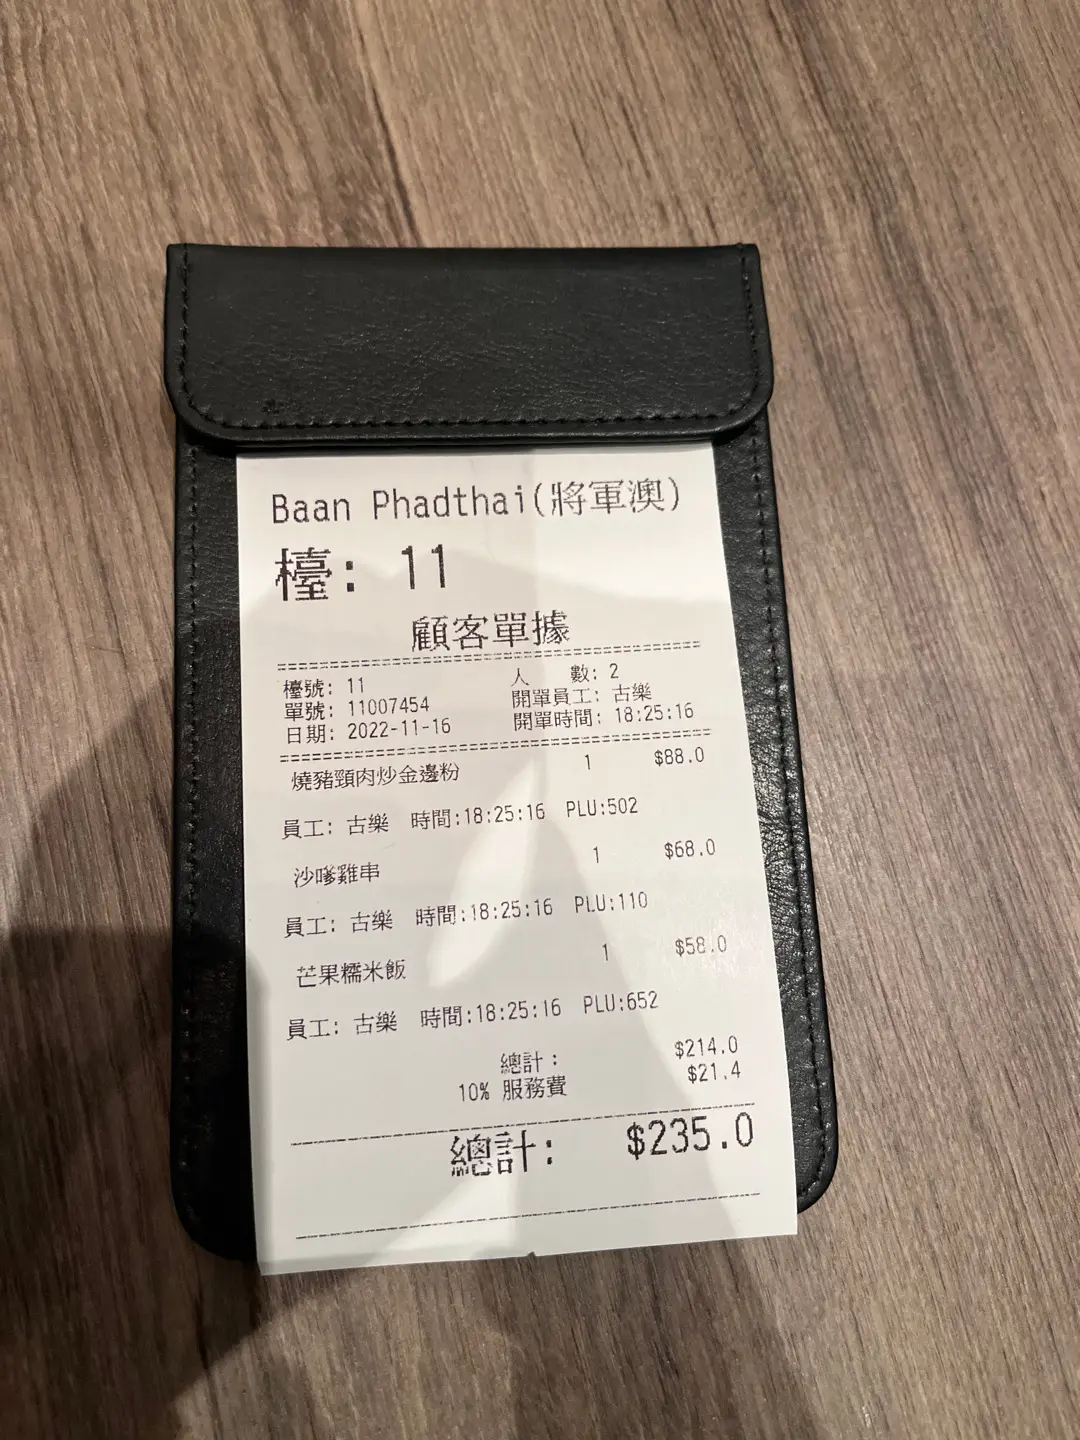 Baan Phadthai(將軍澳)
檯: 11
顧客單據
檯號: 11 人 數: 2
單號: 11007454 開單員工: 古樂
日期: 2022-11-16 開單時間: 18:25:16
燒豬頸肉炒金邊粉 1 $88.0
員工: 古樂 時間:18:25:16 PLU:502
沙嗲雞串 1 $68.0
員工: 古樂 時間:18:25:16 PLU:110
芒果糯米飯 1 $58.0
員工: 古樂 時間:18:25:16 PLU:652
總計: $214.0
10% 服務費 $21.4
總計: $235.0